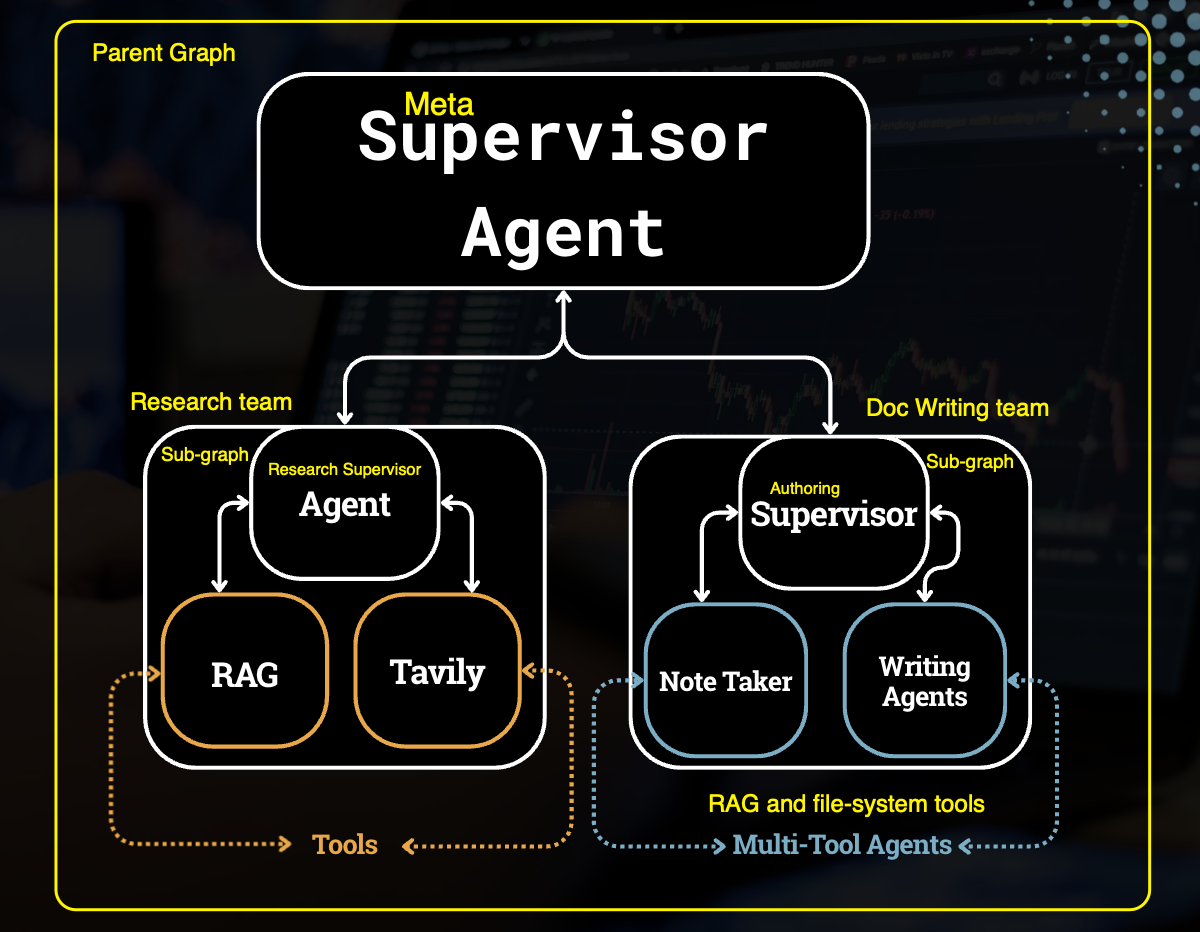 Parent Graph
Meta
Supervisor
Agent
Research team
Doc Writing team
Sub-graph
Research Supervisor
Agent
Sub-graph
Authoring
Supervisor
RAG
Tavily
Note Taker
Writing
Agents
RAG and file-system tools
Tools
Multi-Tool Agents